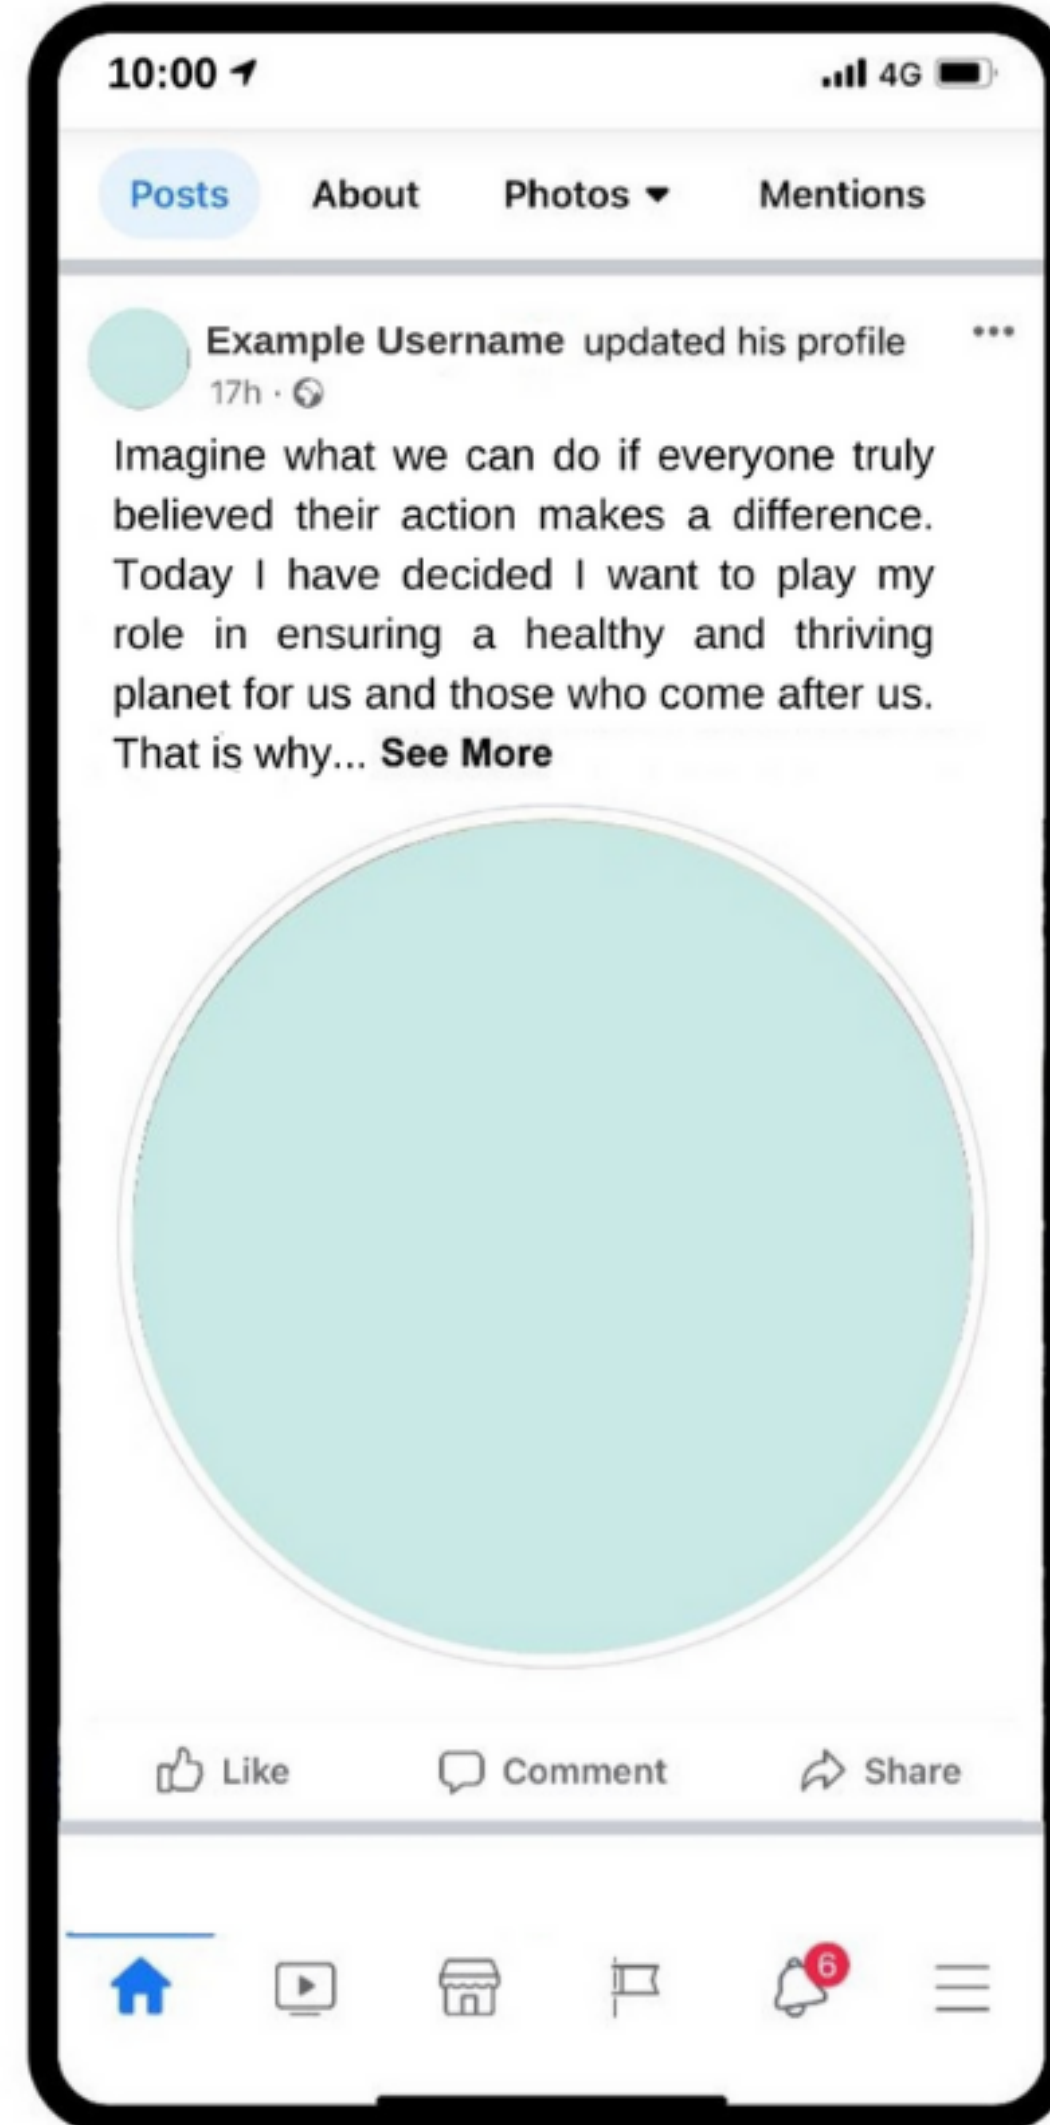 10:00 4G
Posts About Photos Mentions
Example Username updated his profile
17h ·
Imagine what we can do if everyone truly
believed their action makes a difference.
Today I have decided I want to play my
role in ensuring a healthy and thriving
planet for us and those who come after us.
That is why... See More
Like Comment Share
6